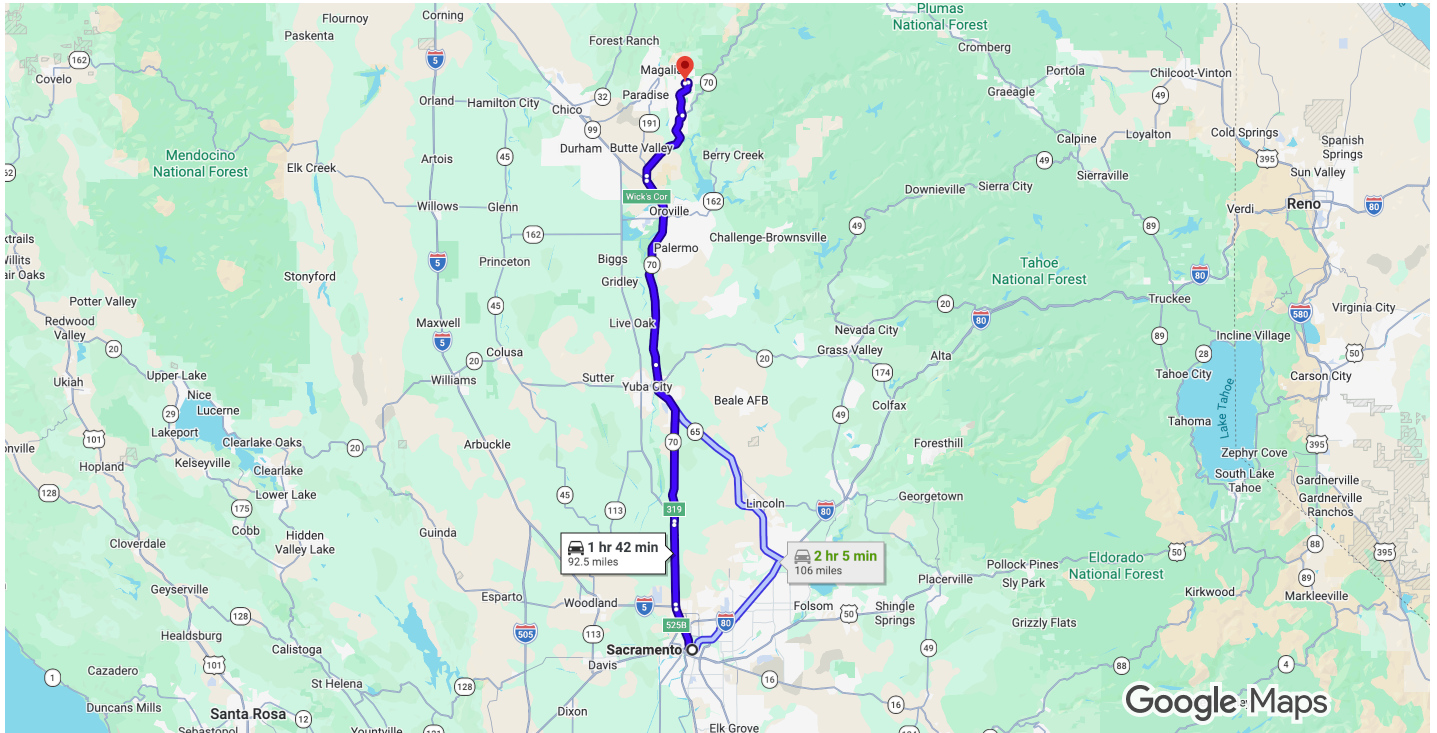 Flournoy
Corning
Plumas
National Forest
Paskenta
Forest Ranch
Cromberg
5
162
Covelo
Magali
70
Portola
Chilcoot-Vinton
Graeagle
Orland
Hamilton City
32
Paradise
49
Chico
99
191
Calpine
Loyalton
Cold Springs
Spanish
Springs
Mendocino
National Forest
Elk Creek
Artois
45
Durham
Butte Valley
Berry Creek
49
395
Sun Valley
Sierraville
Downieville
Sierra City
Willows
Glenn
Wick's Cor
Oroville
162
Verdi
Reno
80
162
49
89
Challenge-Brownsville
xtrails
Willits
air Oaks
5
Princeton
Biggs
Palermo
70
Tahoe
National Forest
80
Stonyford
Gridley
Potter Valley
45
20
Truckee
Virginia City
Redwood
Valley
20
Maxwell
5
Live Oak
Nevada City
80
89
Incline Village
580
Colusa
20
Grass Valley
Alta
28
50
Ukiah
Upper Lake
Williams
Sutter
Yuba City
20
174
Tahoe City
Carson City
Nice
Lucerne
29
Lakeport
Beale AFB
Colfax
49
Tahoma
Lake Tahoe
101
onville
Clearlake Oaks
20
Arbuckle
70
65
Foresthill
395
Hopland
Kelseyville
Clearlake
Zephyr Cove
South Lake
Tahoe
Gardnerville
Gardnerville
Ranchos
128
Lower Lake
45
113
319
Lincoln
80
Georgetown
175
Cobb
Hidden
Valley Lake
Guinda
Cloverdale
1 hr 42 min
92.5 miles
2 hr 5 min
106 miles
Eldorado
National Forest
50
88
395
Pollock Pines
Sly Park
Placerville
89
Markleeville
Geyserville
Esparto
Woodland
5
Folsom
50
Shingle
Springs
Kirkwood
128
525B
80
Grizzly Flats
Healdsburg
505
113
Sacramento
49
Calistoga
Davis
Cazadero
101
88
4
1
St Helena
128
16
Duncans Mills
Santa Rosa
12
Dixon
16
Google Maps
Sebastopol
Yountville
Elk Grove